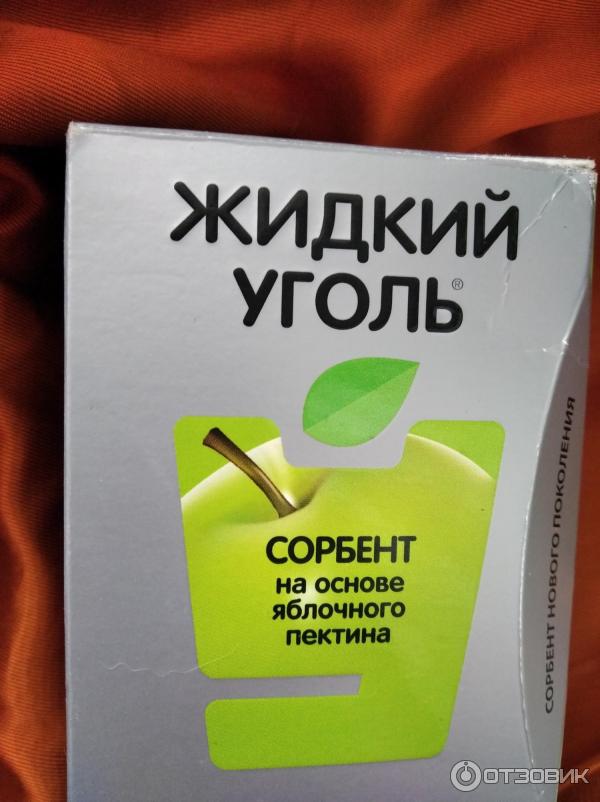 ЖИДКИЙ
УГОЛЬ®
СОРБЕНТ
на основе
яблочного
пектина
СОРБЕНТ НОВОГО ПОКОЛЕНИЯ
ОТЗОВИК